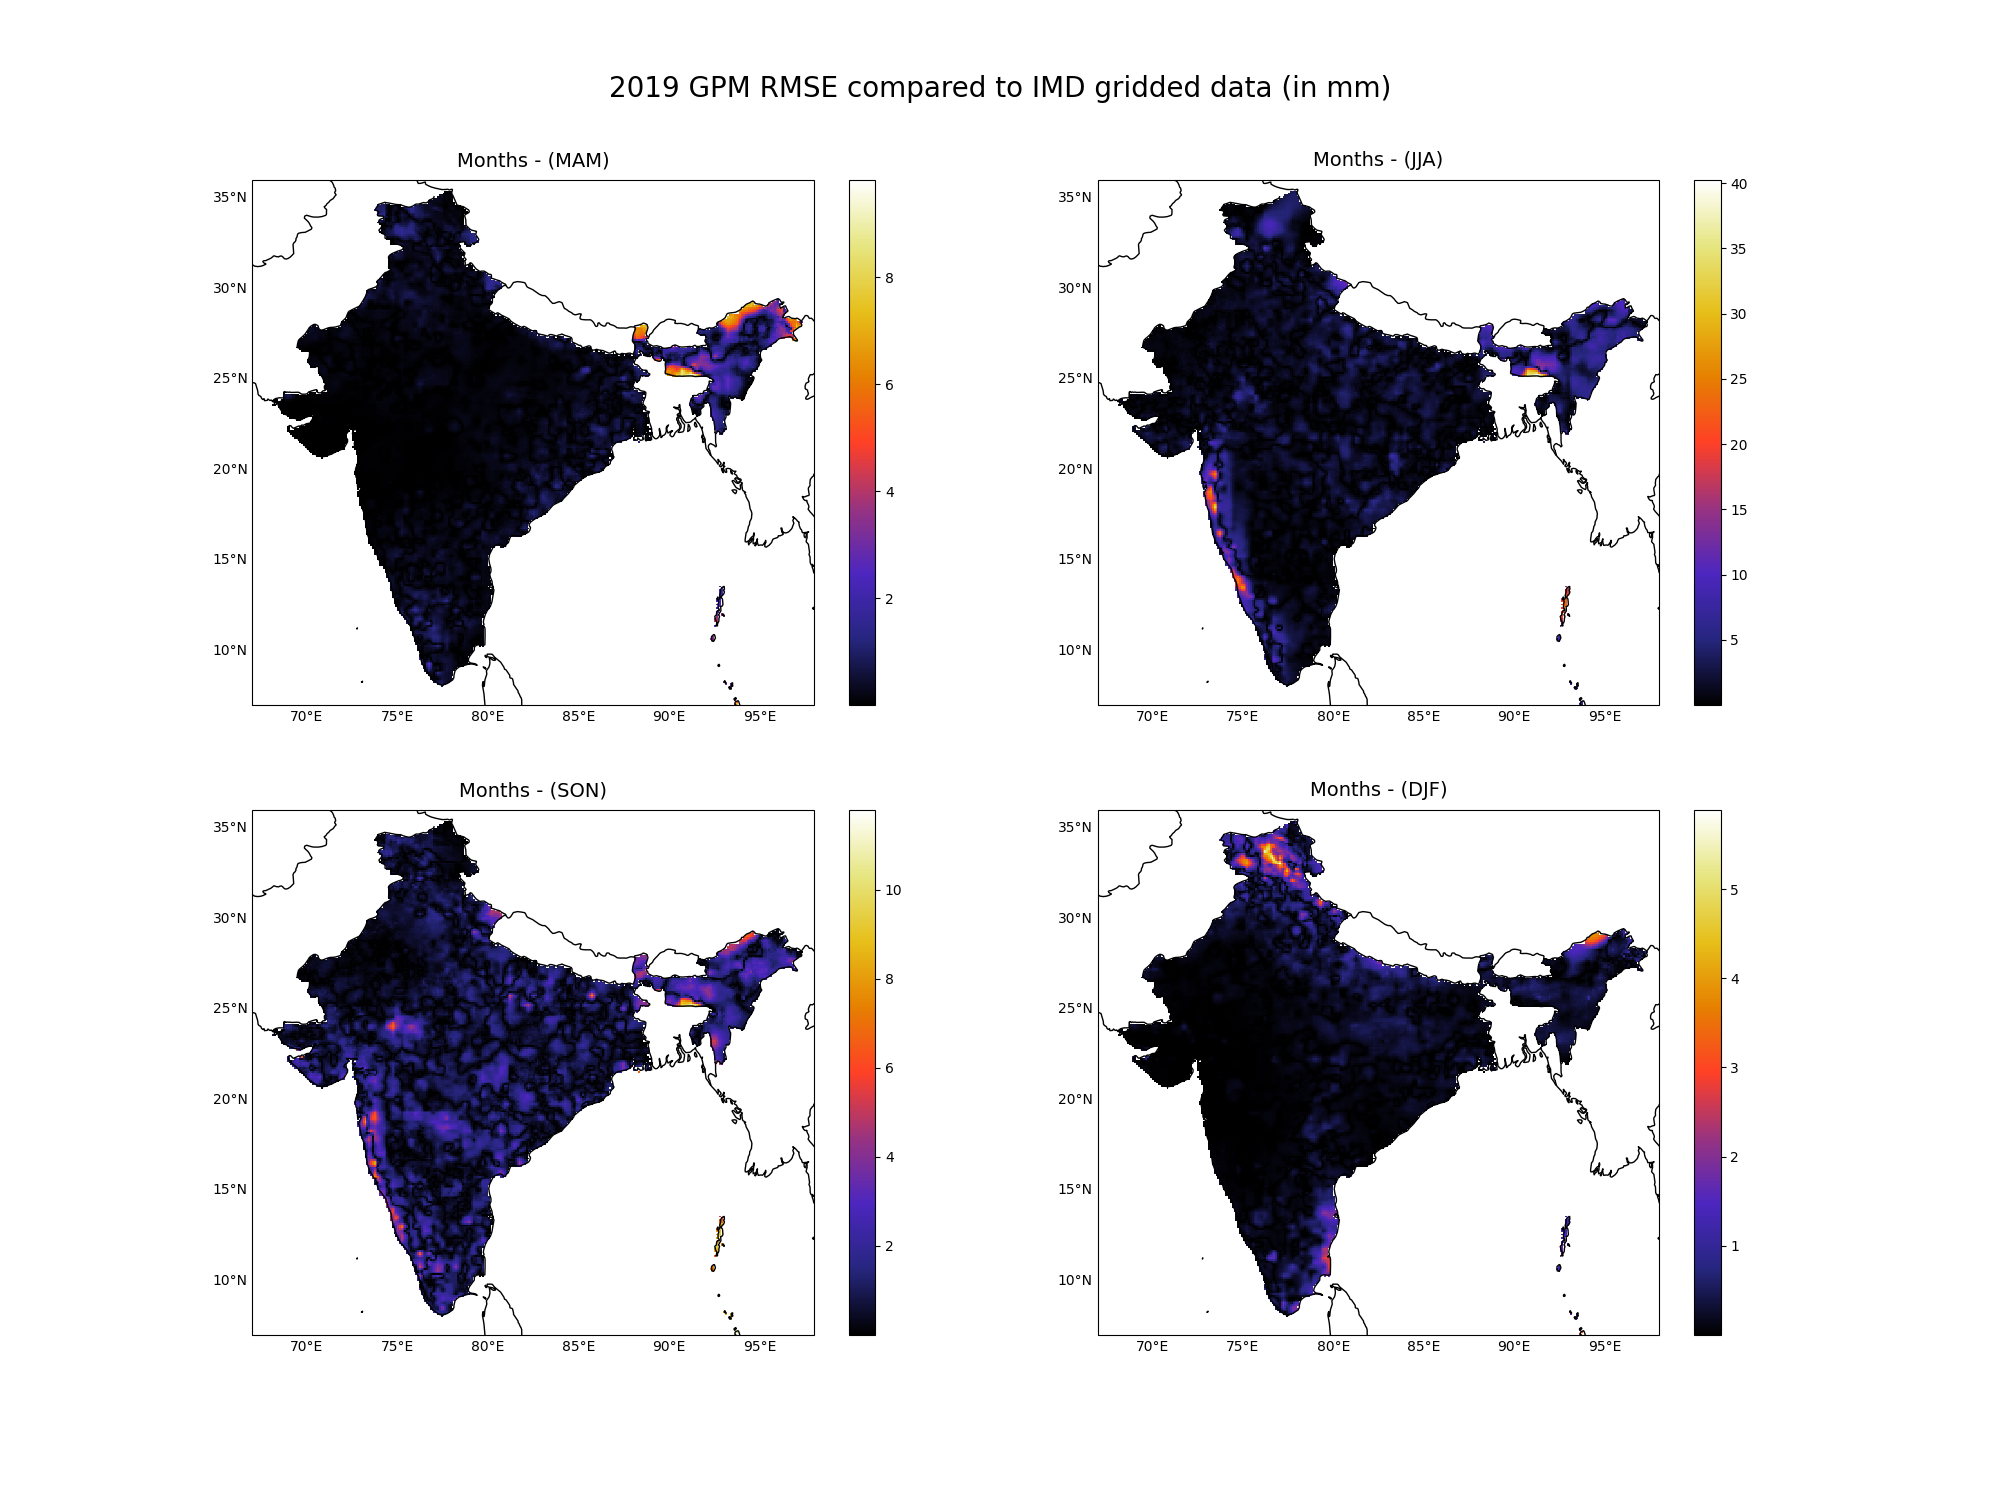 2019 GPM RMSE compared to IMD gridded data (in mm)
Months - (MAM)
35°N
30°N
25°N
20°N
15°N
10°N
70°E 75°E 80°E 85°E 90°E 95°E
8
6
4
2
Months - (JJA)
35°N
30°N
25°N
20°N
15°N
10°N
70°E 75°E 80°E 85°E 90°E 95°E
40
35
30
25
20
15
10
5
Months - (SON)
35°N
30°N
25°N
20°N
15°N
10°N
70°E 75°E 80°E 85°E 90°E 95°E
10
8
6
4
2
Months - (DJF)
35°N
30°N
25°N
20°N
15°N
10°N
70°E 75°E 80°E 85°E 90°E 95°E
5
4
3
2
1